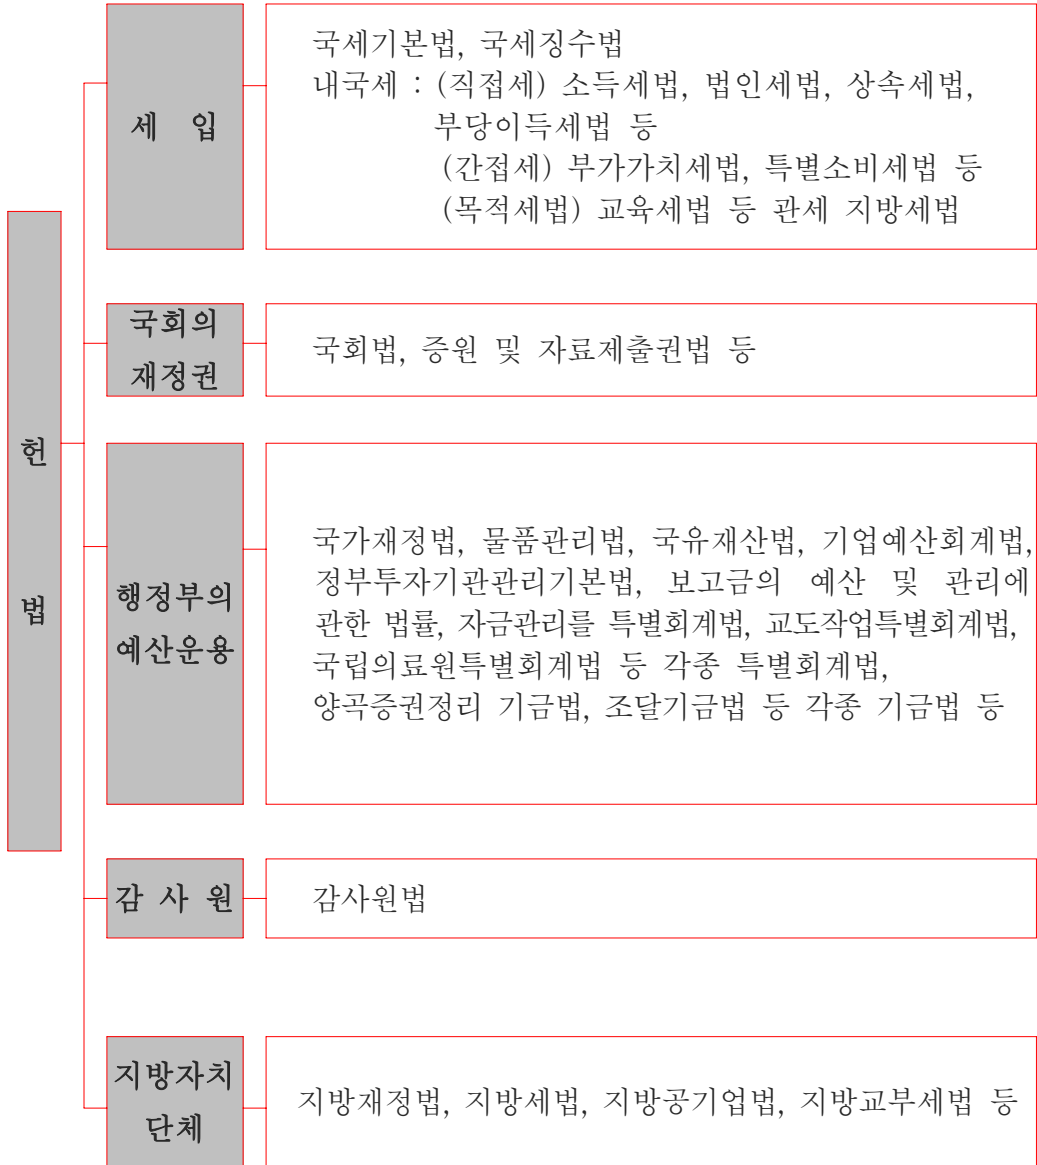 헌
법
세 입
국세기본법, 국세징수법
내국세 : (직접세) 소득세법, 법인세법, 상속세법,
부당이득세법 등
(간접세) 부가가치세법, 특별소비세법 등
(목적세법) 교육세법 등 관세 지방세법
국회의
재정권
국회법, 증원 및 자료제출권법 등
행정부의
예산운용
국가재정법, 물품관리법, 국유재산법, 기업예산회계법,
정부투자기관관리기본법, 보고금의 예산 및 관리에
관한 법률, 자금관리를 특별회계법, 교도작업특별회계법,
국립의료원특별회계법 등 각종 특별회계법,
양곡증권정리 기금법, 조달기금법 등 각종 기금법 등
감 사 원
감사원법
지방자치
단체
지방재정법, 지방세법, 지방공기업법, 지방교부세법 등